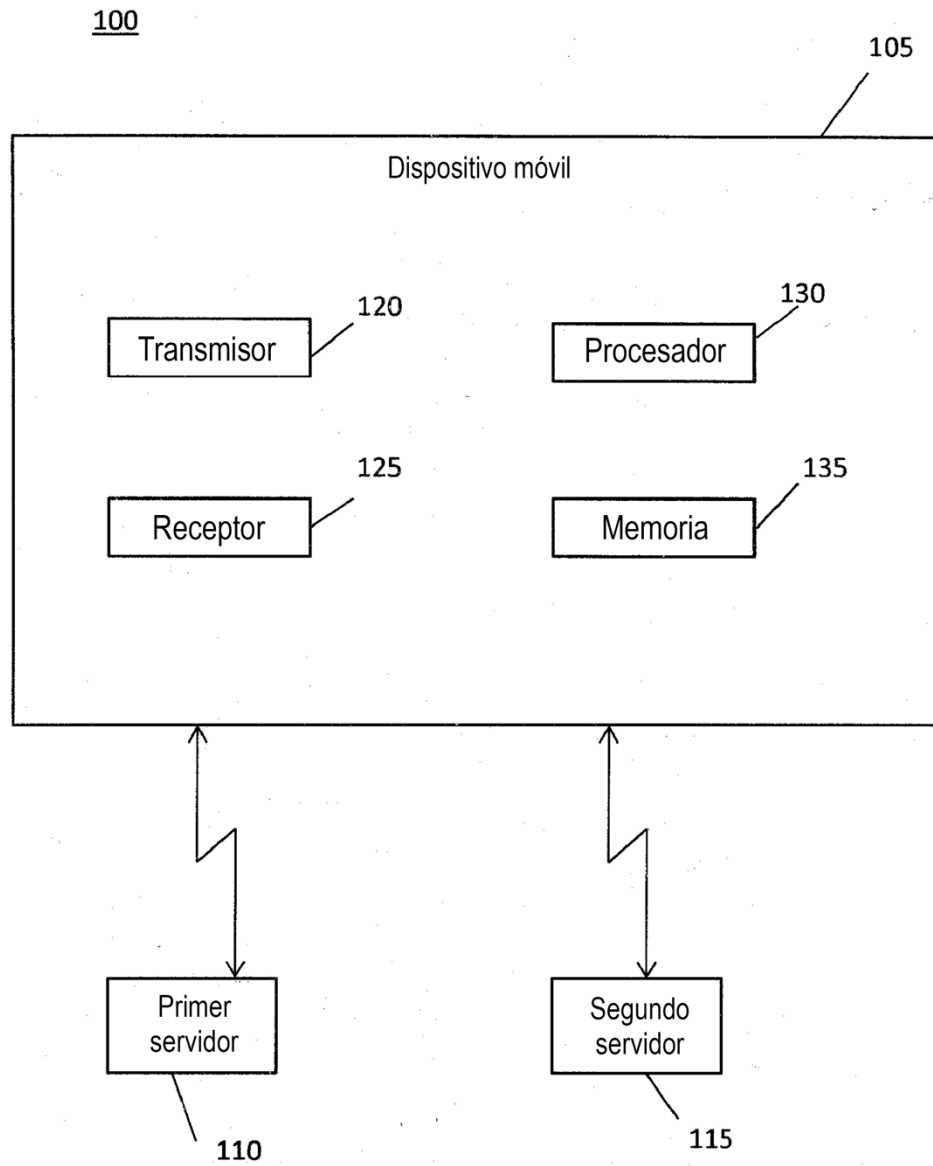 100
105
Dispositivo móvil
120
130
Transmisor
Procesador
125
135
Receptor
Memoria
Primer
servidor
Segundo
servidor
110
115